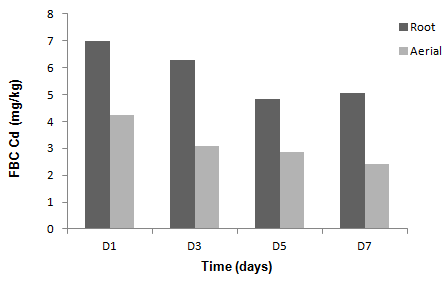 8
7
6
5
4
3
2
1
0
FBC Cd (mg/kg)
D1 D3 D5 D7
Time (days)
Root
Aerial